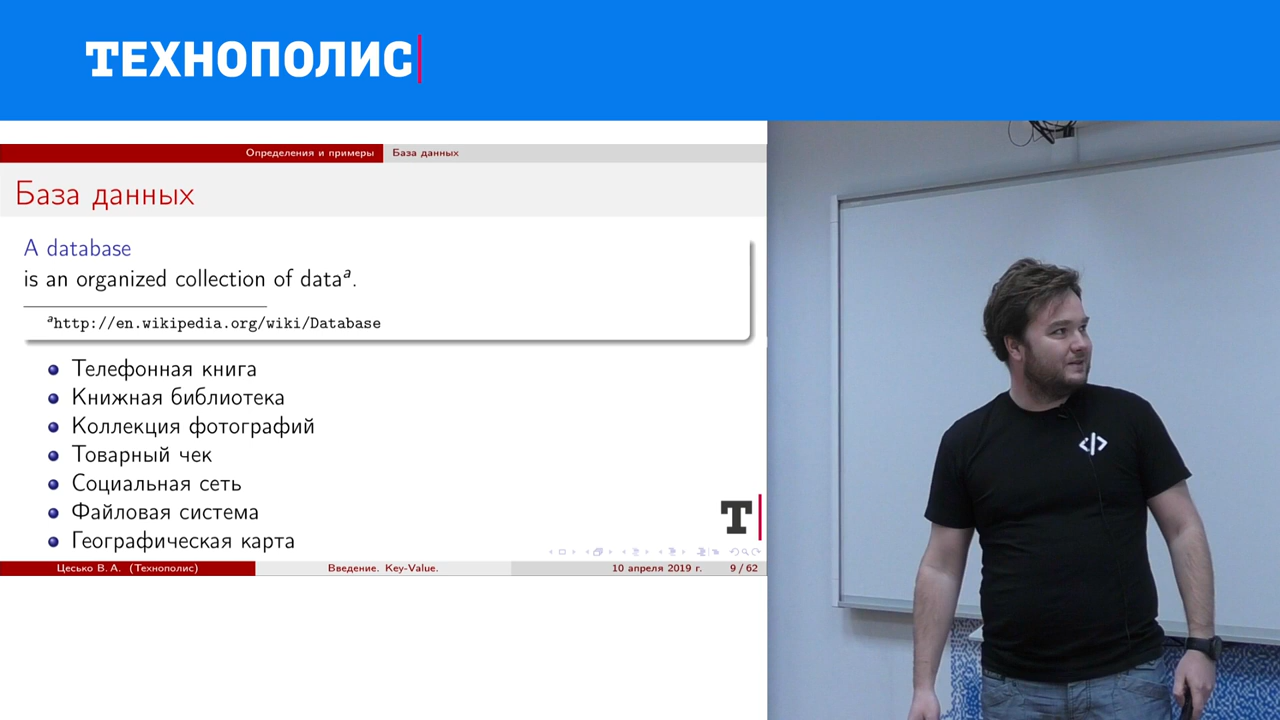 ТЕХНОПОЛИС
Определения и примеры База данных
База данных
A database
is an organized collection of dataᵃ.
ᵃhttp://en.wikipedia.org/wiki/Database
Телефонная книга
Книжная библиотека
Коллекция фотографий
Товарный чек
Социальная сеть
Файловая система
Географическая карта
Т
Цесько В. А. (Технополис) Введение. Key-Value. 10 апреля 2019 г. 9 / 62